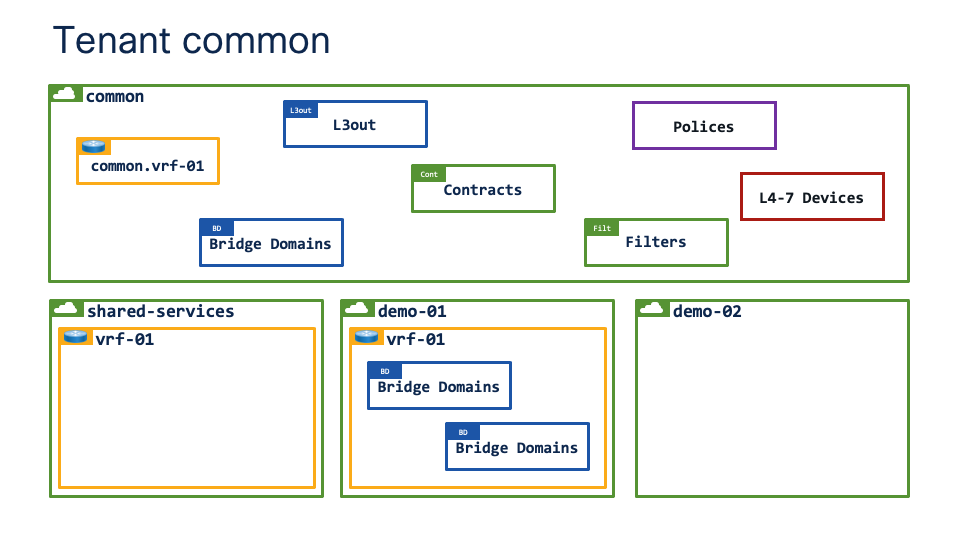 Tenant common
common
L3out
L3out
Polices
common.vrf-01
Cont
Contracts
L4-7 Devices
BD
Bridge Domains
Filt
Filters
shared-services
vrf-01
demo-01
vrf-01
BD
Bridge Domains
BD
Bridge Domains
demo-02